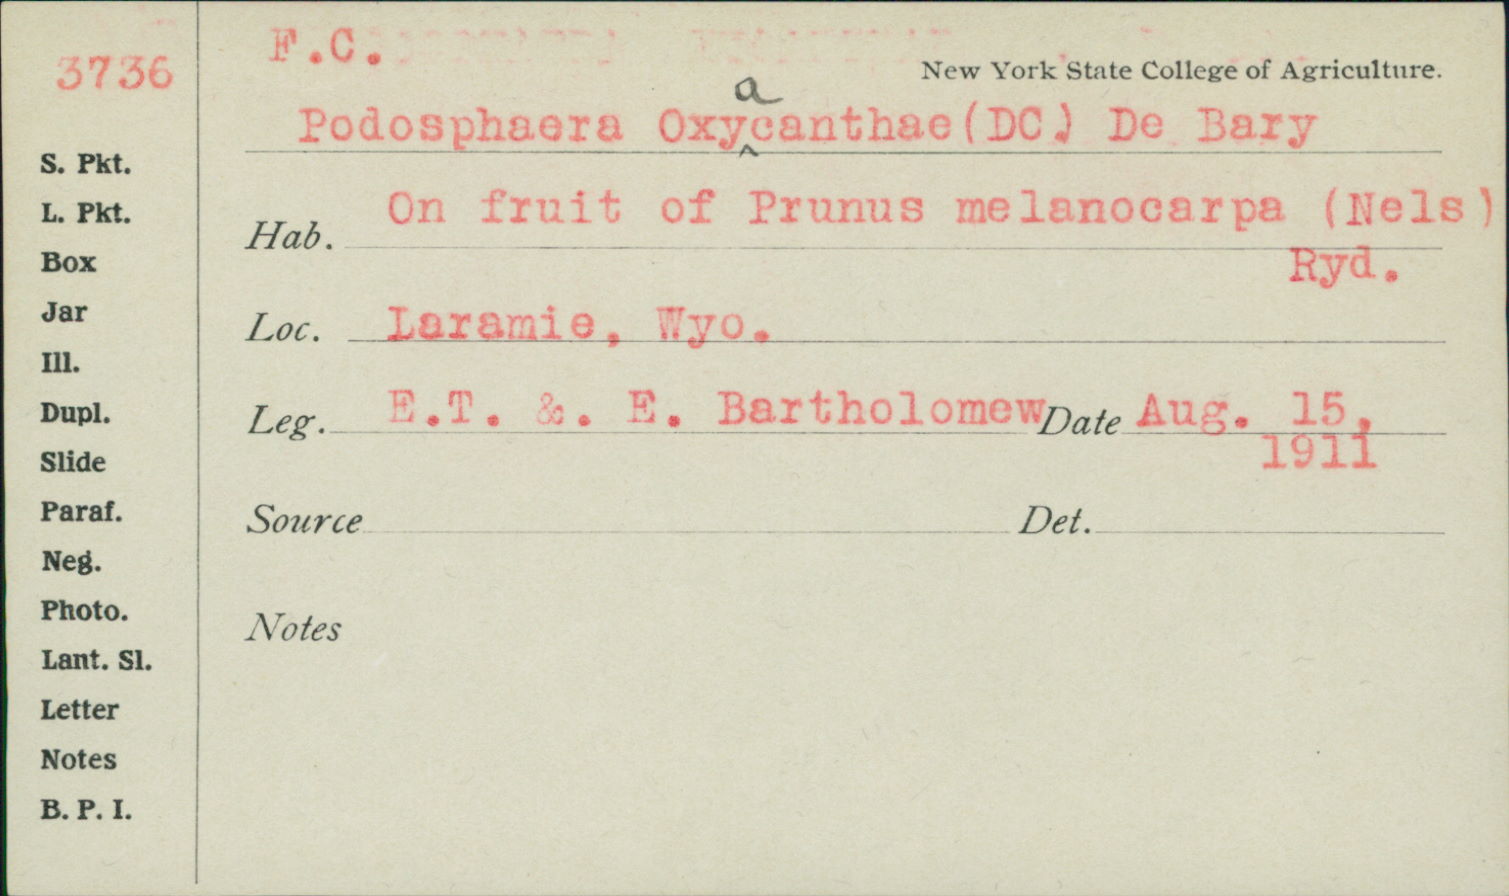 3736
F.C.
New York State College of Agriculture.
a
Podosphaera Oxy^canthae(DC.) De Bary
S. Pkt.
L. Pkt.
Box
Jar
Ill.
Dupl.
Slide
Paraf.
Neg.
Photo.
Lant. Sl.
Letter
Notes
B. P. I.
Hab. On fruit of Prunus melanocarpa (Nels)
Ryd.
Loc. Laramie, Wyo.
Leg. E.T. &. E. Bartholomew Date Aug. 15,
1911
Source Det.
Notes